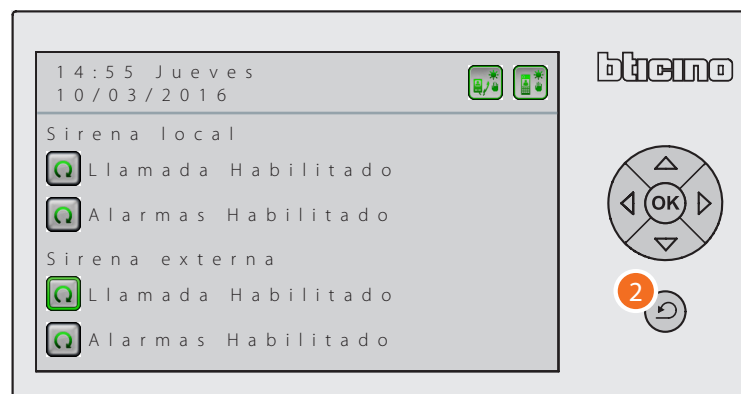 14:55 Jueves
10/03/2016
bticino
Sirena local
Llamada Habilitado
Alarmas Habilitado
OK
Sirena externa
Llamada Habilitado
2
Alarmas Habilitado